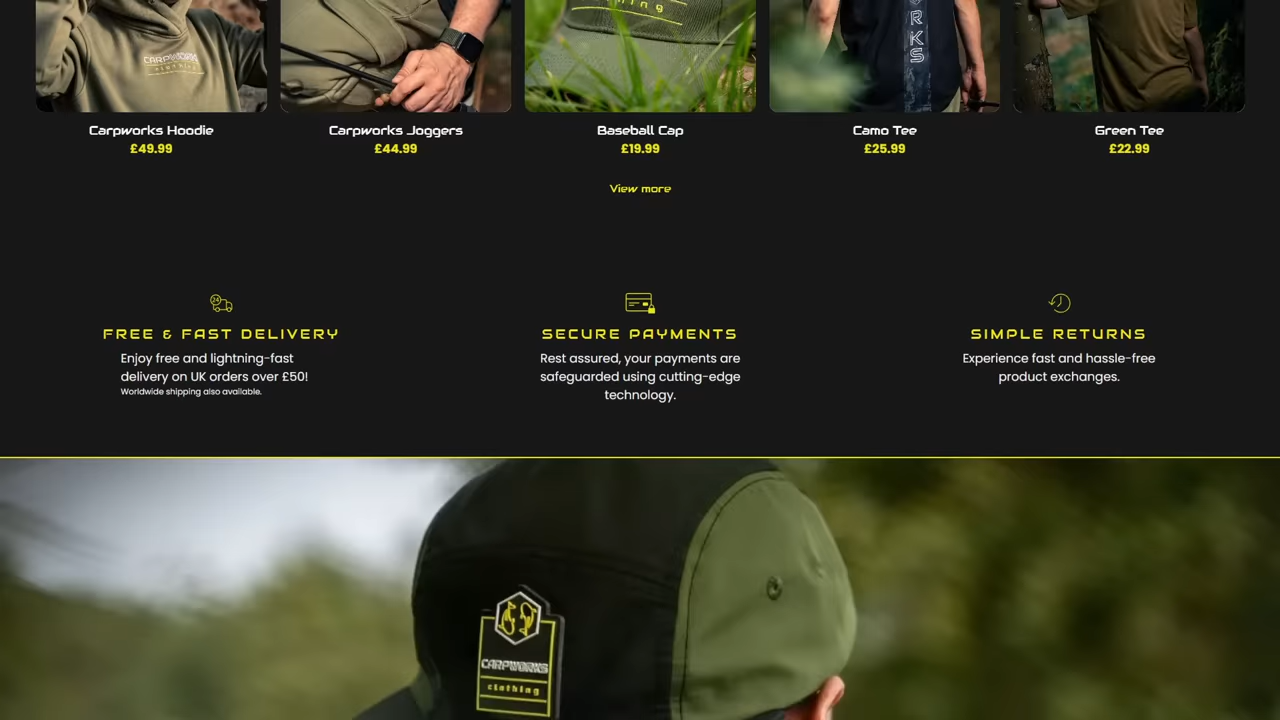 CARPWORKS
RKS
Carpworks Hoodie
Carpworks Joggers
Baseball Cap
Camo Tee
Green Tee
£49.99
£44.99
£19.99
£25.99
£22.99
View more
24
FREE & FAST DELIVERY
SECURE PAYMENTS
SIMPLE RETURNS
Enjoy free and lightning-fast
delivery on UK orders over £50!
Worldwide shipping also available.
Rest assured, your payments are
safeguarded using cutting-edge
technology.
Experience fast and hassle-free
product exchanges.
CARPWORKS
clothing